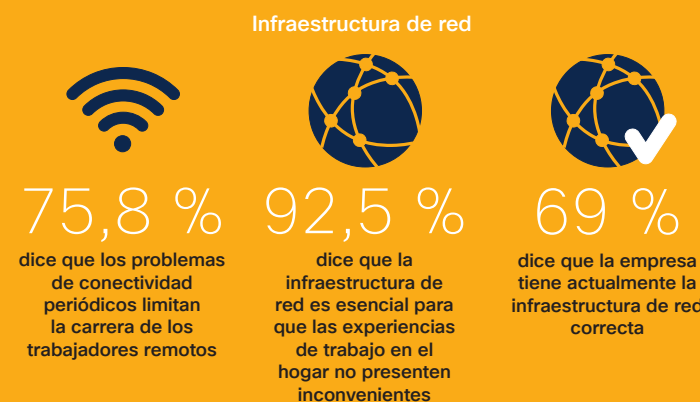 Infraestructura de red
75,8 %
dice que los problemas
de conectividad
periódicos limitan
la carrera de los
trabajadores remotos
92,5 %
dice que la
infraestructura de
red es esencial para
que las experiencias
de trabajo en el
hogar no presenten
inconvenientes
69 %
dice que la empresa
tiene actualmente la
infraestructura de red
correcta